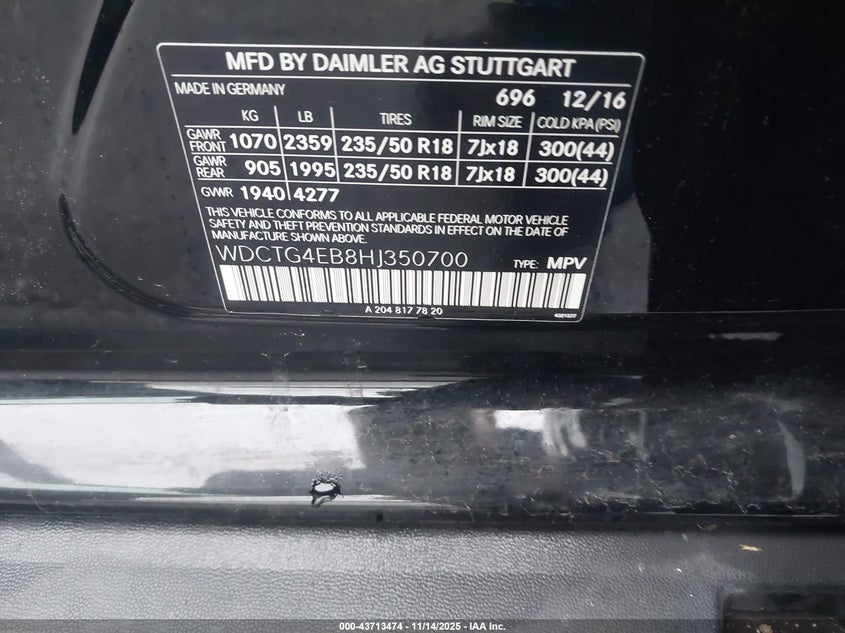 MFD BY DAIMLER AG STUTTGART
MADE IN GERMANY 696 12/16
KG LB TIRES RIM SIZE COLD KPA (PSI)
GAWR FRONT 1070 2359 235/50 R18 7Jx18 300(44)
GAWR REAR 905 1995 235/50 R18 7Jx18 300(44)
GVWR 1940 4277
THIS VEHICLE CONFORMS TO ALL APPLICABLE FEDERAL MOTOR VEHICLE
SAFETY AND THEFT PREVENTION STANDARDS IN EFFECT ON THE DATE OF
MANUFACTURE SHOWN ABOVE.
WDCTG4EB8HJ350700 TYPE: MPV
A 204 817 78 20
000-43713474 - 11/14/2025 - IAA Inc.